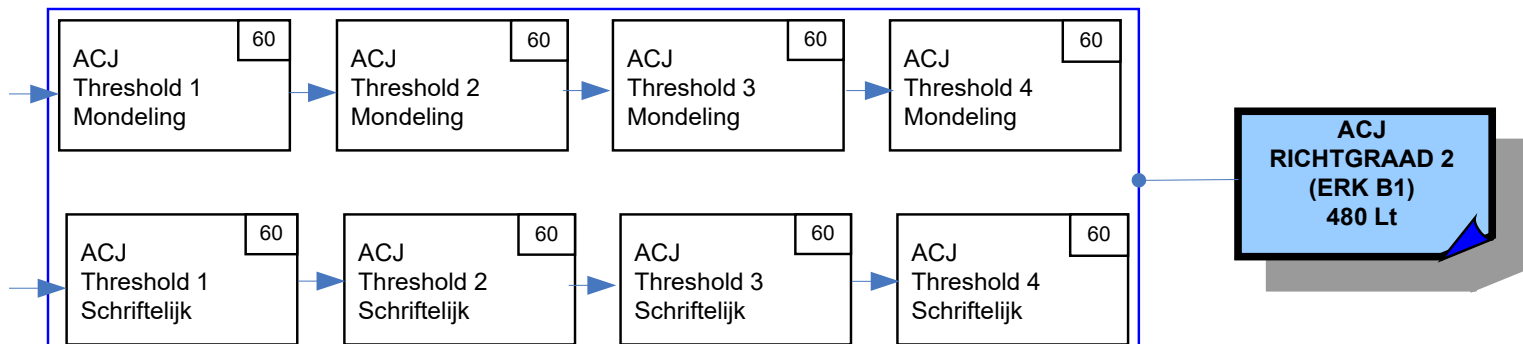 60
ACJ
Threshold 1
Mondeling
60
ACJ
Threshold 2
Mondeling
60
ACJ
Threshold 3
Mondeling
60
ACJ
Threshold 4
Mondeling
ACJ
RICHTGRAAD 2
(ERK B1)
480 Lt
60
ACJ
Threshold 1
Schriftelijk
60
ACJ
Threshold 2
Schriftelijk
60
ACJ
Threshold 3
Schriftelijk
60
ACJ
Threshold 4
Schriftelijk